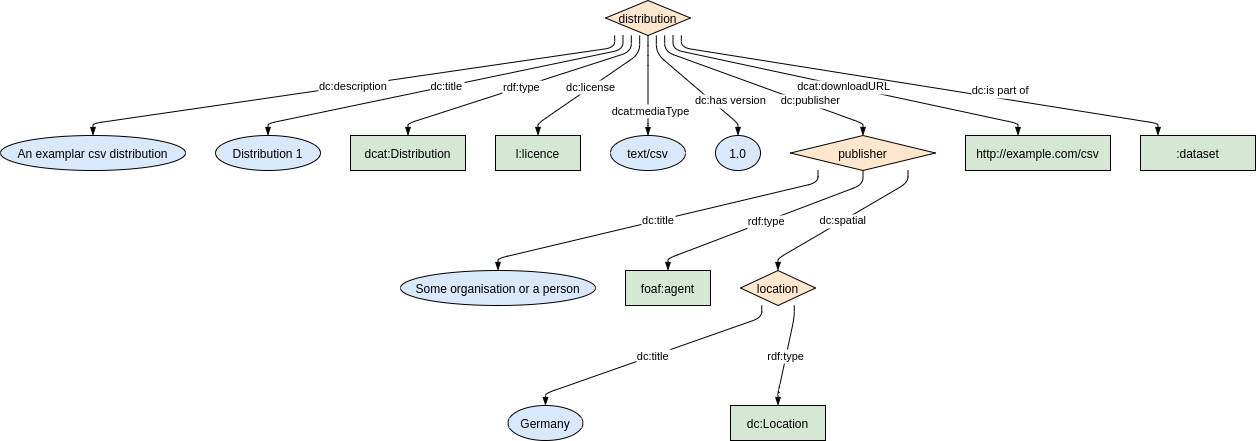 distribution
dc:description
dc:title
rdf:type
dc:license
dcat:mediaType
dc:has version
dcat:downloadURL
dc:publisher
dc:is part of
An examplar csv distribution
Distribution 1
dcat:Distribution
l:licence
text/csv
1.0
publisher
http://example.com/csv
:dataset
dc:title
rdf:type
dc:spatial
Some organisation or a person
foaf:agent
location
dc:title
rdf:type
Germany
dc:Location